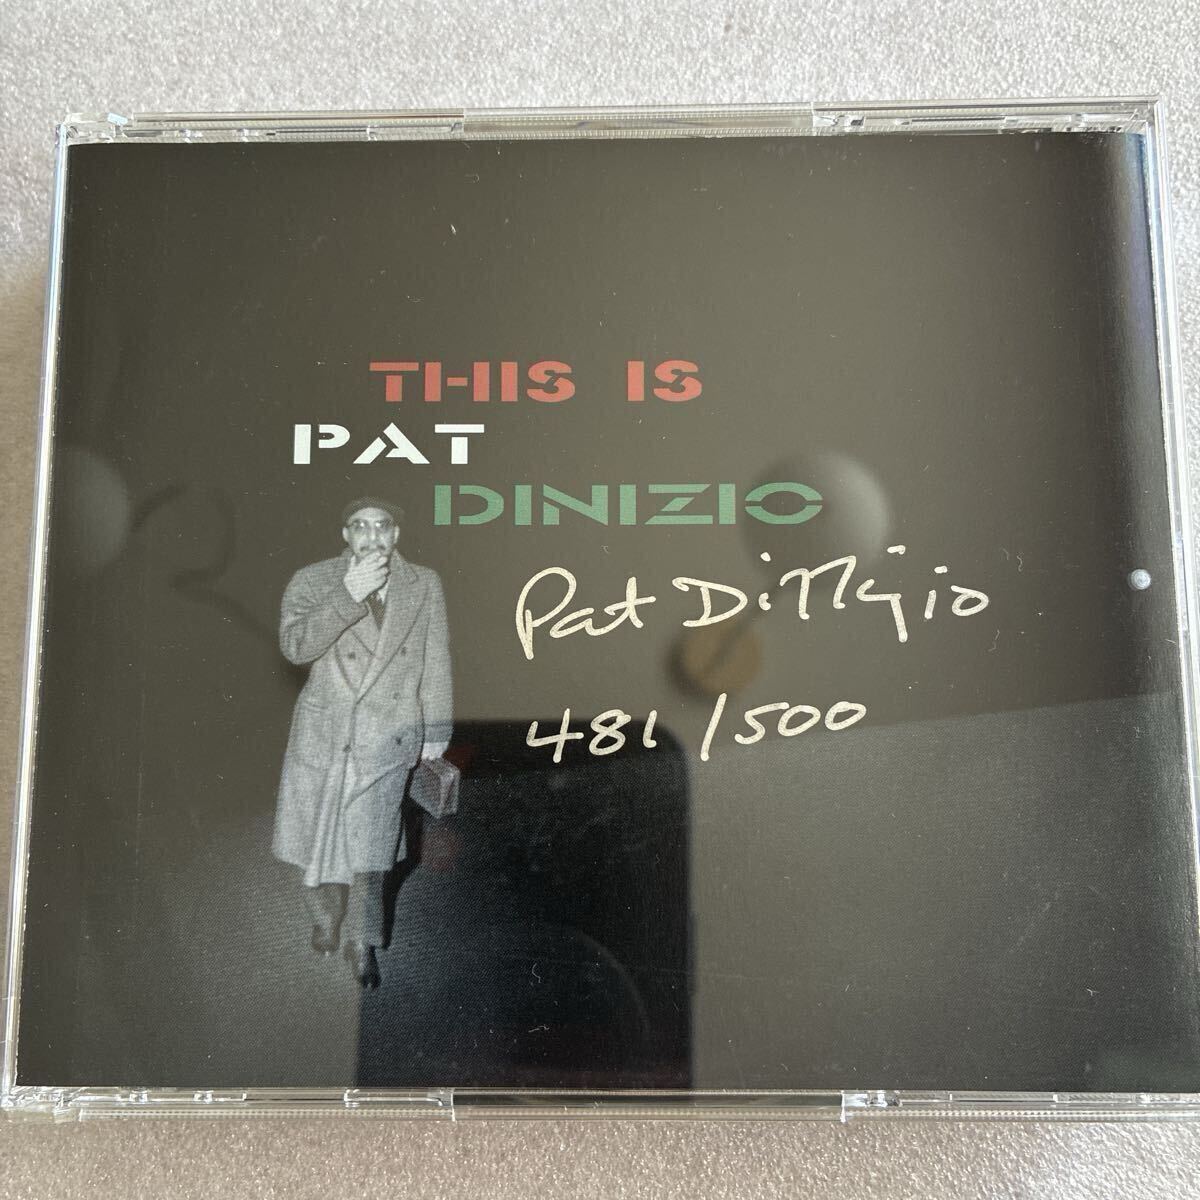 THIS IS
PAT
DINIZIO
Pat DiNizio
481/500